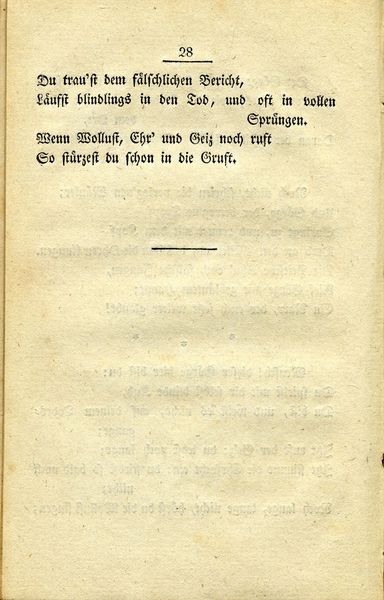 28
Du trau'st dem fälschlichen Bericht,
Läufst blindlings in den Tod, und oft in vollen
Sprüngen.
Wenn Wollust, Ehr' und Geiz noch ruft
So stürzest du schon in die Gruft.